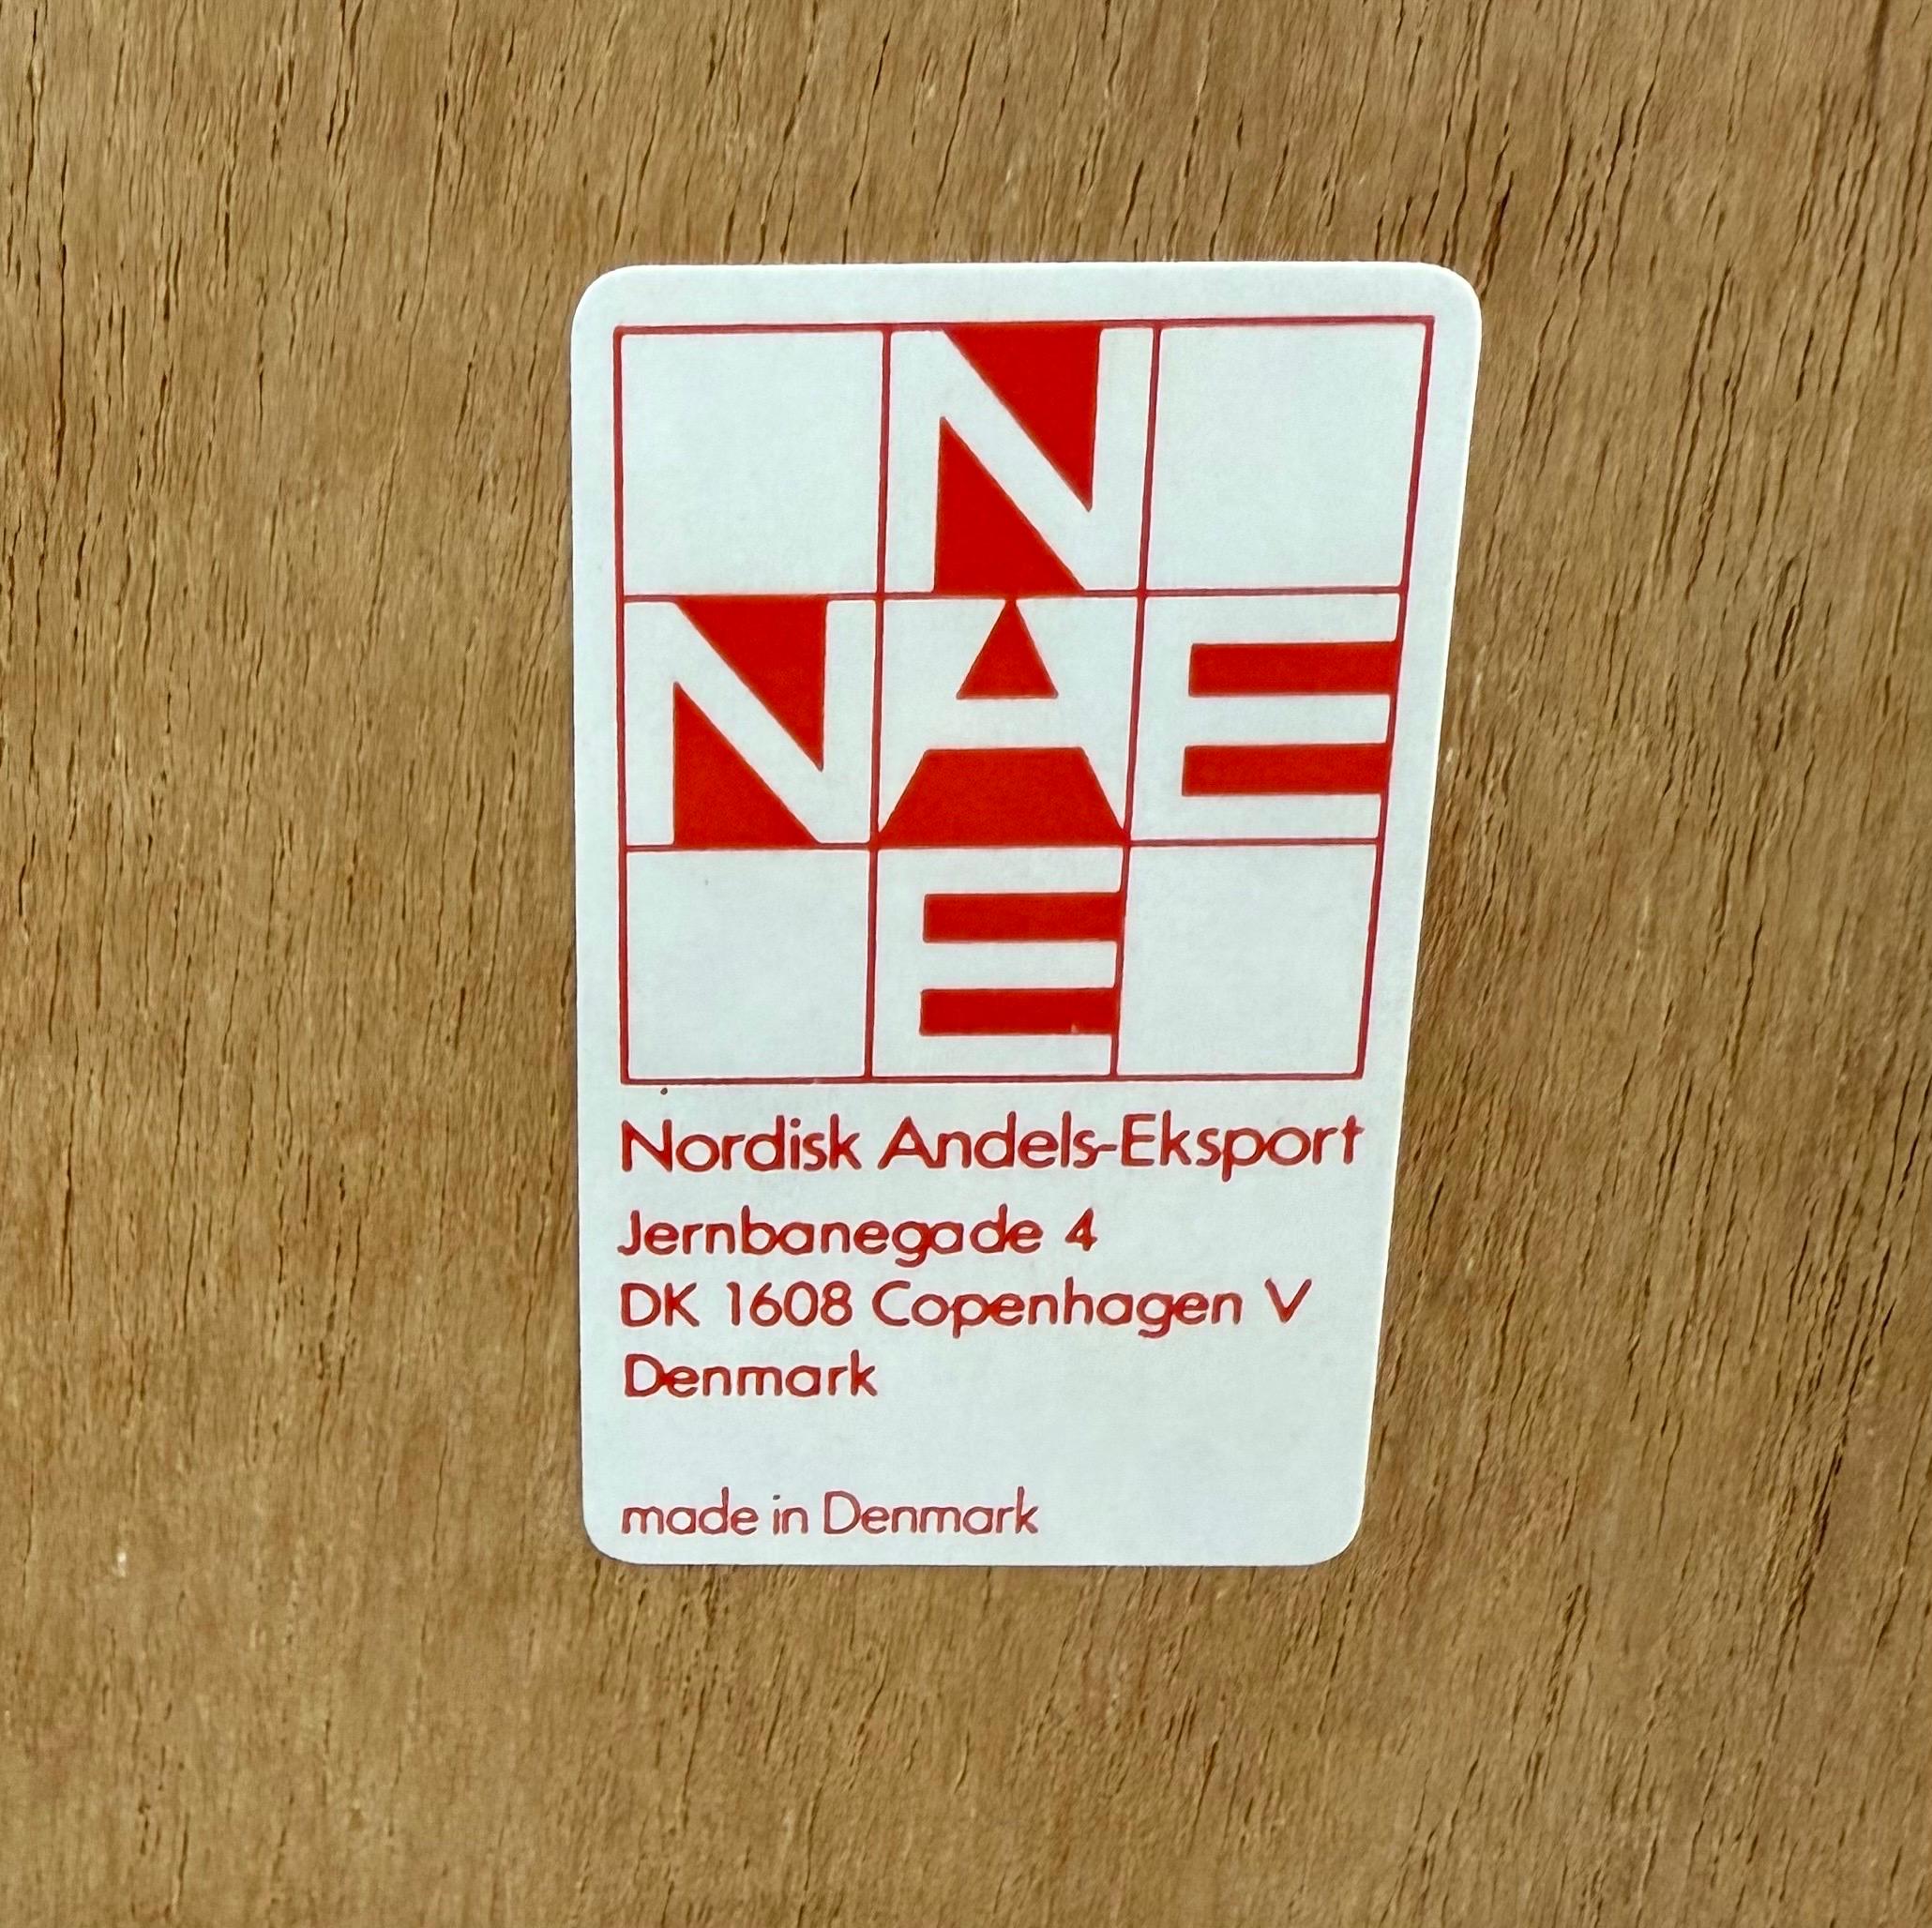 N
NAE
E
Nordisk Andels-Eksport
Jernbanegade 4
DK 1608 Copenhagen V
Denmark
made in Denmark